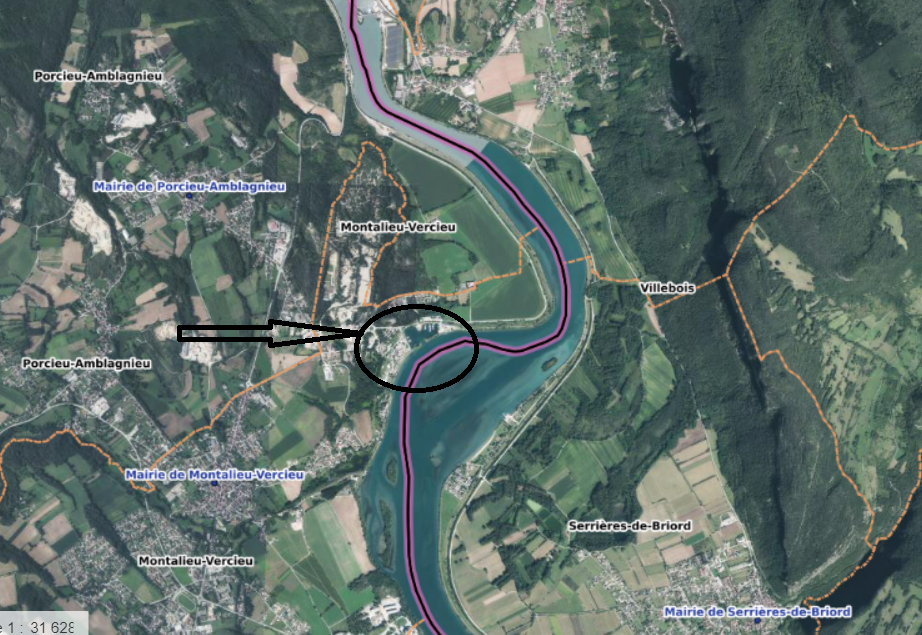 Porcieu-Amblagnieu
Mairie de Porcieu-Amblagnieu
Montalieu-Vercieu
Villebois
Porcieu-Amblagnieu
Mairie de Montalieu-Vercieu
Serrières-de-Briord
Montalieu-Vercieu
Mairie de Serrières-de-Briord
1 : 31 628